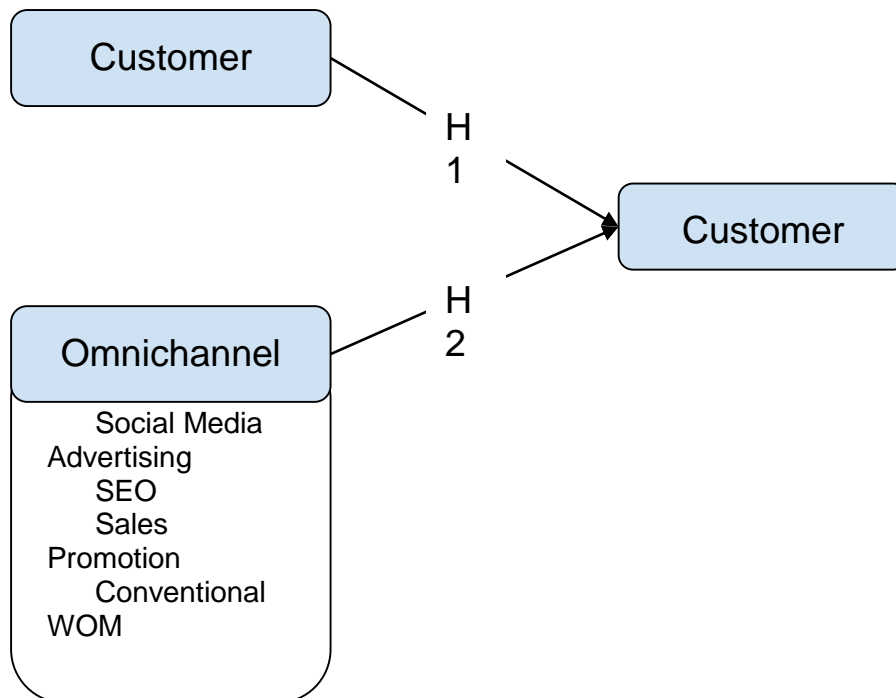 Customer
H
1
Customer
H
2
Omnichannel
Social Media
Advertising
SEO
Sales
Promotion
Conventional
WOM